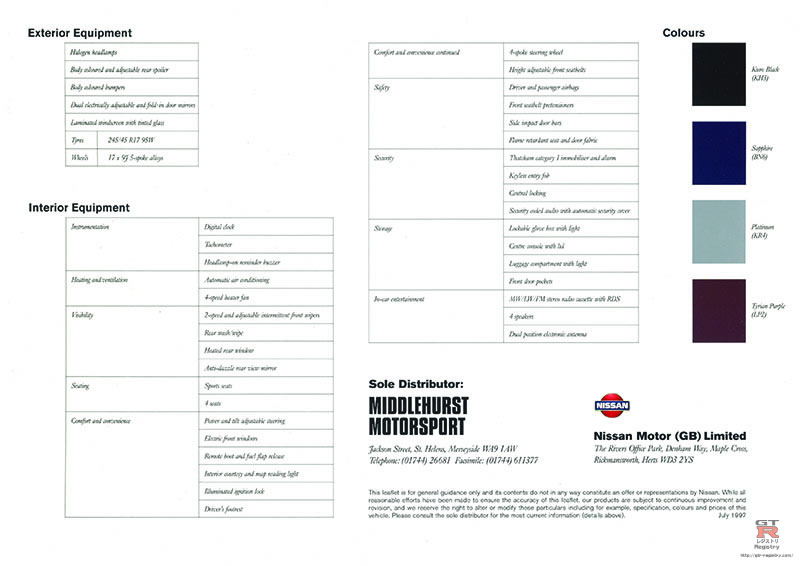 Exterior Equipment
Halogen headlamps
Body coloured and adjustable rear spoiler
Body coloured bumpers
Dual electrically adjustable and fold-in door mirrors
Laminated windscreen with tinted glass
Tyres 245/45 R17 95W
Wheels 17 x 9J 5-spoke alloys
Interior Equipment
Instrumentation Digital clock
Tachometer
Headlamp-on reminder buzzer
Heating and ventilation Automatic air conditioning
4-speed heater fan
Visibility 2-speed and adjustable intermittent front wipers
Rear wash/wipe
Heated rear window
Anti-dazzle rear view mirror
Seating Sports seats
4 seats
Comfort and convenience Power and tilt adjustable steering
Electric front windows
Remote boot and fuel flap release
Interior courtesy and map reading light
Illuminated ignition lock
Driver's footrest
Comfort and convenience continued 4-spoke steering wheel
Height adjustable front seatbelts
Safety Driver and passenger airbags
Front seatbelt pretensioners
Side impact door bars
Flame retardant seat and door fabric
Security Thatcham category 1 immobiliser and alarm
Keyless entry fob
Central locking
Security coded audio with automatic security cover
Storage Lockable glove box with light
Centre console with lid
Luggage compartment with light
Front door pockets
In-car entertainment MW/LW/FM stereo radio cassette with RDS
4 speakers
Dual position electronic antenna
Colours
Kuro Black
(KH3)
Sapphire
(BN6)
Platinum
(KR4)
Tyrian Purple
(LP2)
Sole Distributor:
MIDDLEHURST
MOTORSPORT
Jackson Street, St. Helens, Merseyside WA9 1AW
Telephone: (01744) 26681 Facsimile: (01744) 611377
NISSAN
Nissan Motor (GB) Limited
The Rivers Office Park, Denham Way, Maple Cross,
Rickmansworth, Herts WD3 2YS
This leaflet is for general guidance only and its contents do not in any way constitute an offer or representations by Nissan. While all
reasonable efforts have been made to ensure the accuracy of the leaflet, our products are subject to continuous improvement and
revision, and we reserve the right to alter or modify these particulars including for example, specification, colours and prices of this
vehicle. Please consult the sole distributor for the most current information (details above). July 1997
GTR
レジストリ
Registry
http://gtr-registry.com/